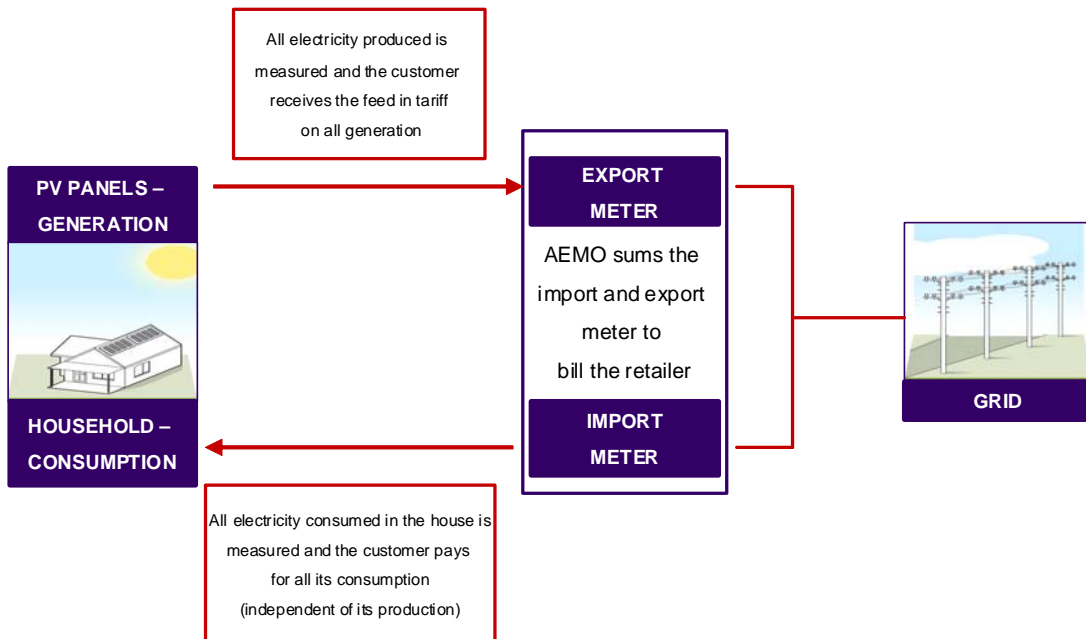 All electricity produced is
measured and the customer
receives the feed in tariff
on all generation
PV PANELS –
GENERATION
EXPORT
METER
AEMO sums the
import and export
meter to
bill the retailer
IMPORT
METER
GRID
HOUSEHOLD –
CONSUMPTION
All electricity consumed in the house is
measured and the customer pays
for all its consumption
(independent of its production)